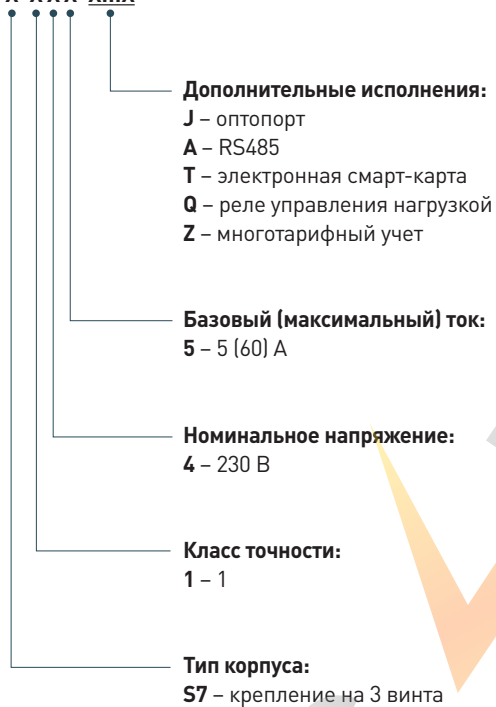 Дополнительные исполнения:
J – оптопорт
A – RS485
T – электронная смарт-карта
Q – реле управления нагрузкой
Z – многотарифный учет
Базовый (максимальный) ток:
5 – 5 (60) А
Номинальное напряжение:
4 – 230 В
Класс точности:
1 – 1
Тип корпуса:
S7 – крепление на 3 винта